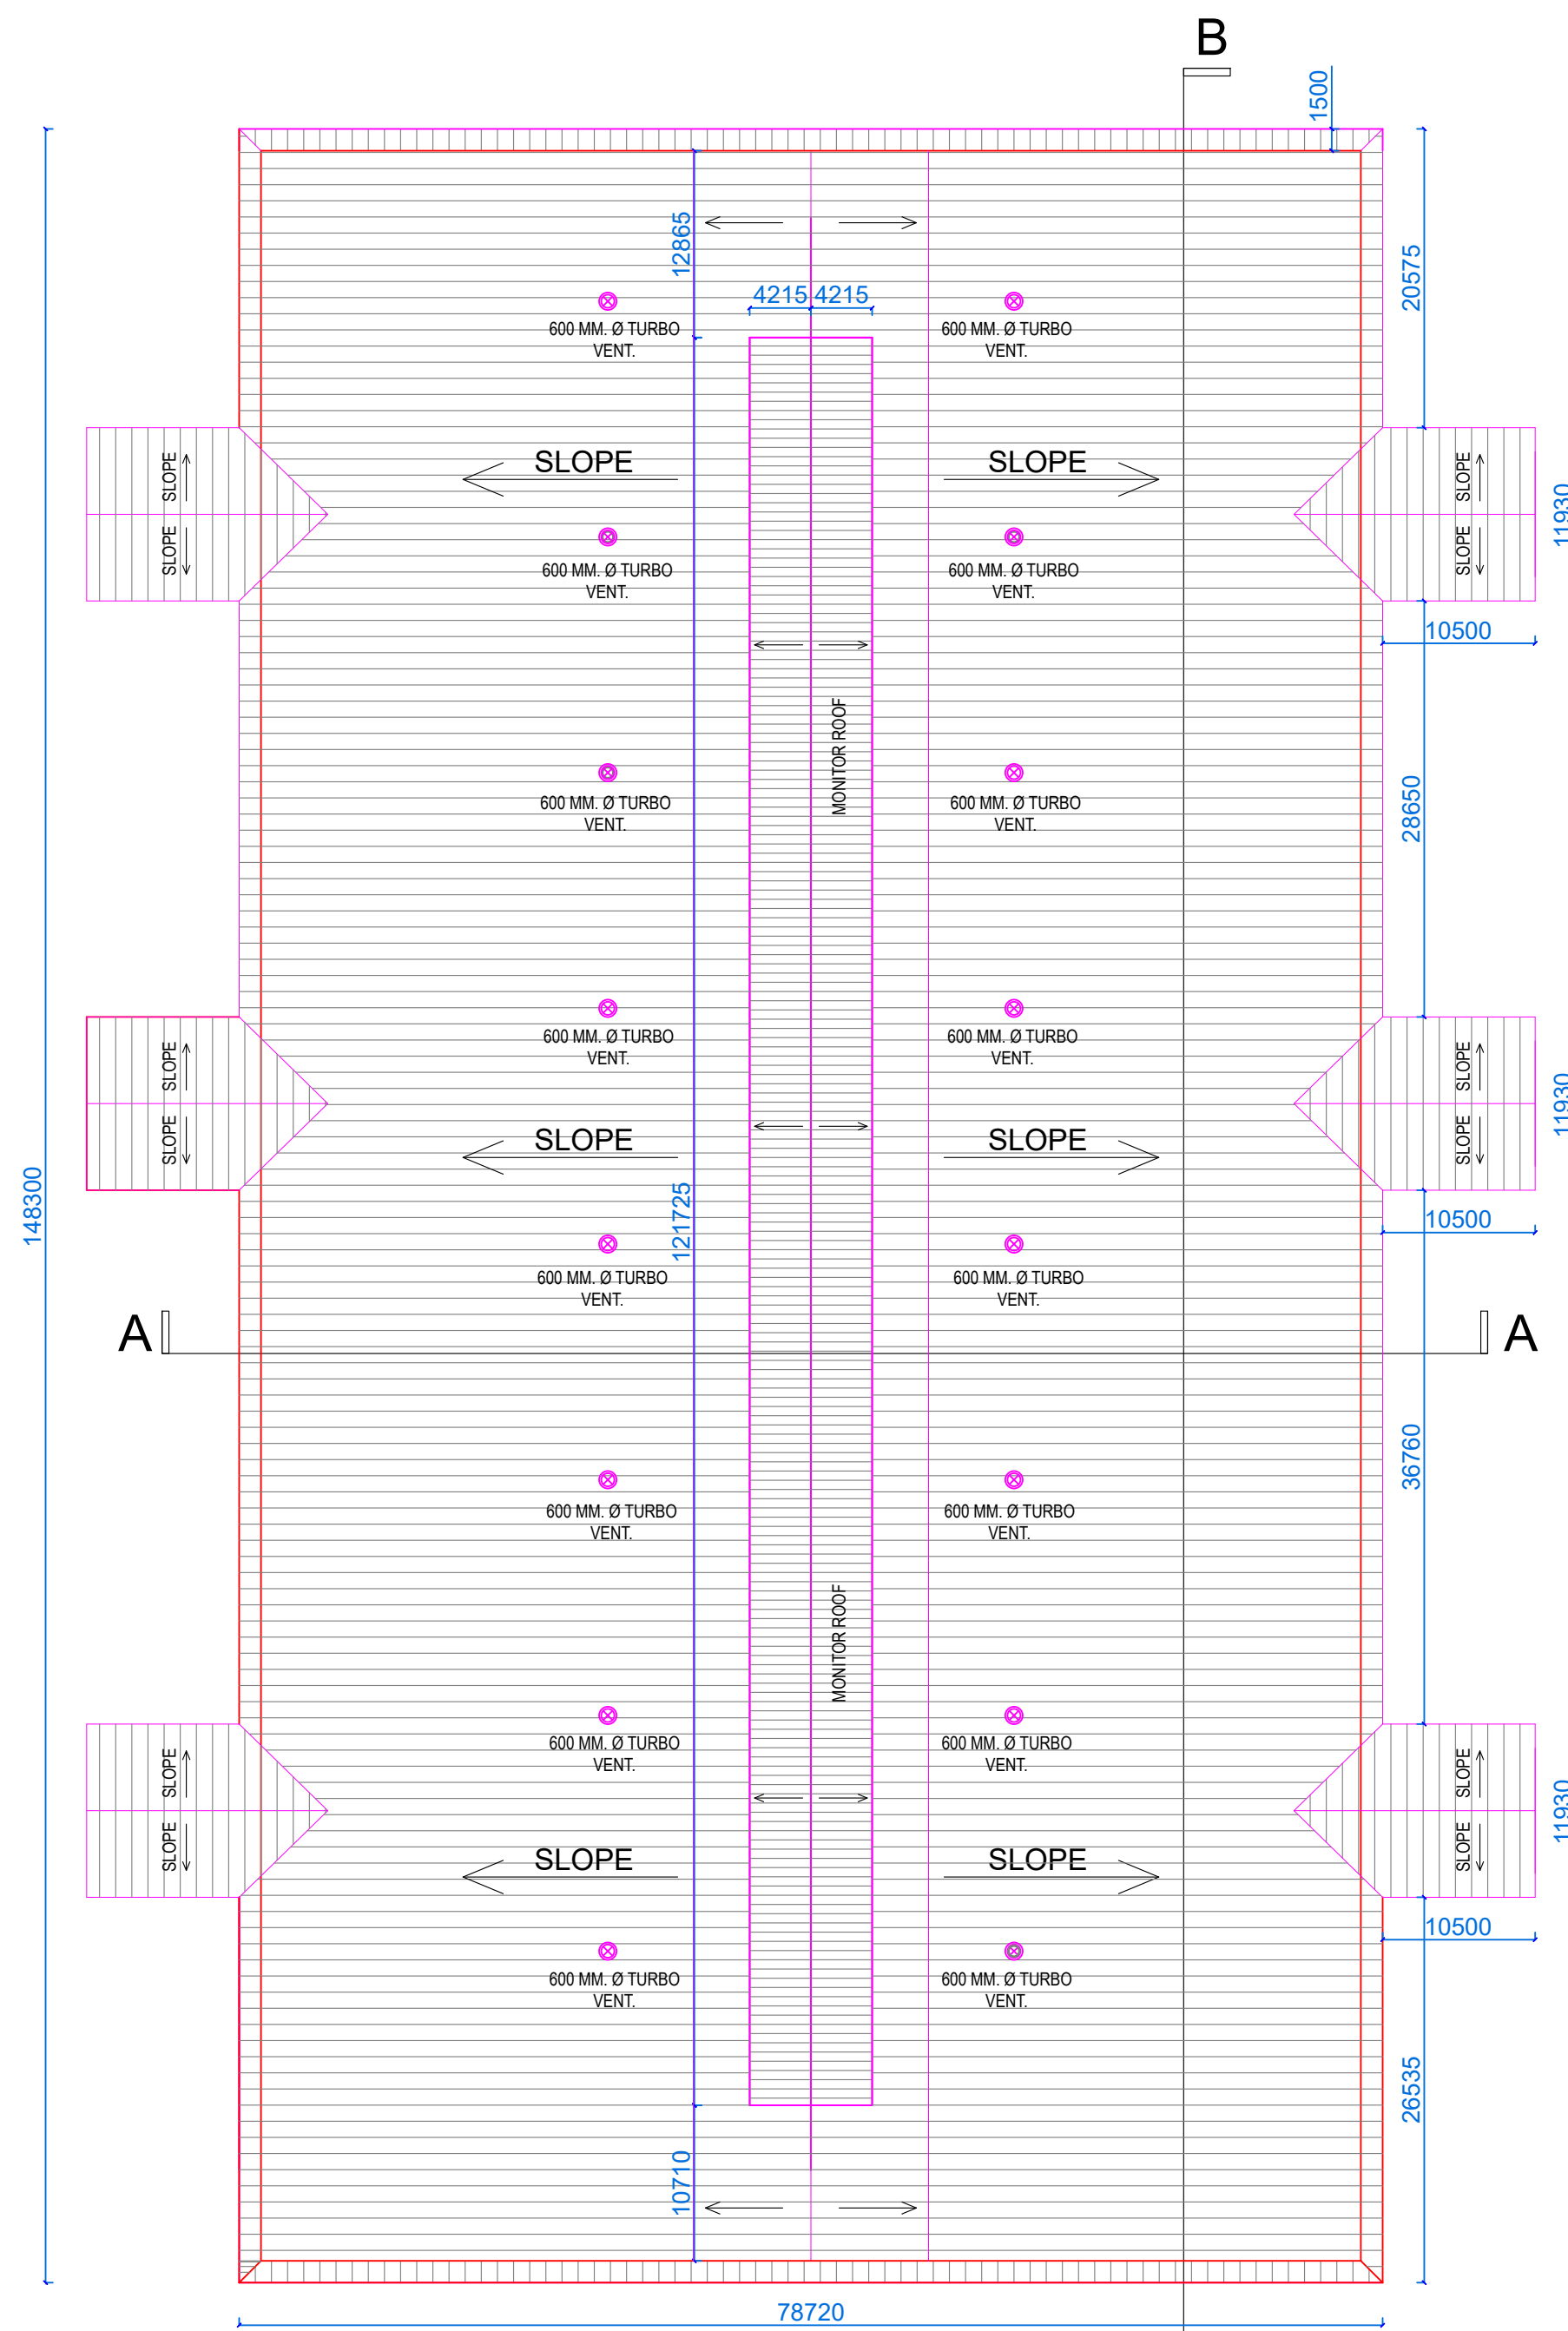 B
1500
12865
20575
4215 4215
600 MM. Ø TURBO
VENT.
600 MM. Ø TURBO
VENT.
SLOPE
SLOPE
SLOPE
SLOPE
SLOPE
SLOPE
11930
600 MM. Ø TURBO
VENT.
600 MM. Ø TURBO
VENT.
10500
MONITOR ROOF
28650
600 MM. Ø TURBO
VENT.
600 MM. Ø TURBO
VENT.
600 MM. Ø TURBO
VENT.
600 MM. Ø TURBO
VENT.
SLOPE
SLOPE
SLOPE
SLOPE
SLOPE
SLOPE
11930
148300
121725
10500
600 MM. Ø TURBO
VENT.
600 MM. Ø TURBO
VENT.
A
A
36760
600 MM. Ø TURBO
VENT.
600 MM. Ø TURBO
VENT.
MONITOR ROOF
600 MM. Ø TURBO
VENT.
600 MM. Ø TURBO
VENT.
SLOPE
SLOPE
SLOPE
SLOPE
SLOPE
SLOPE
11930
10500
600 MM. Ø TURBO
VENT.
600 MM. Ø TURBO
VENT.
26535
10710
78720